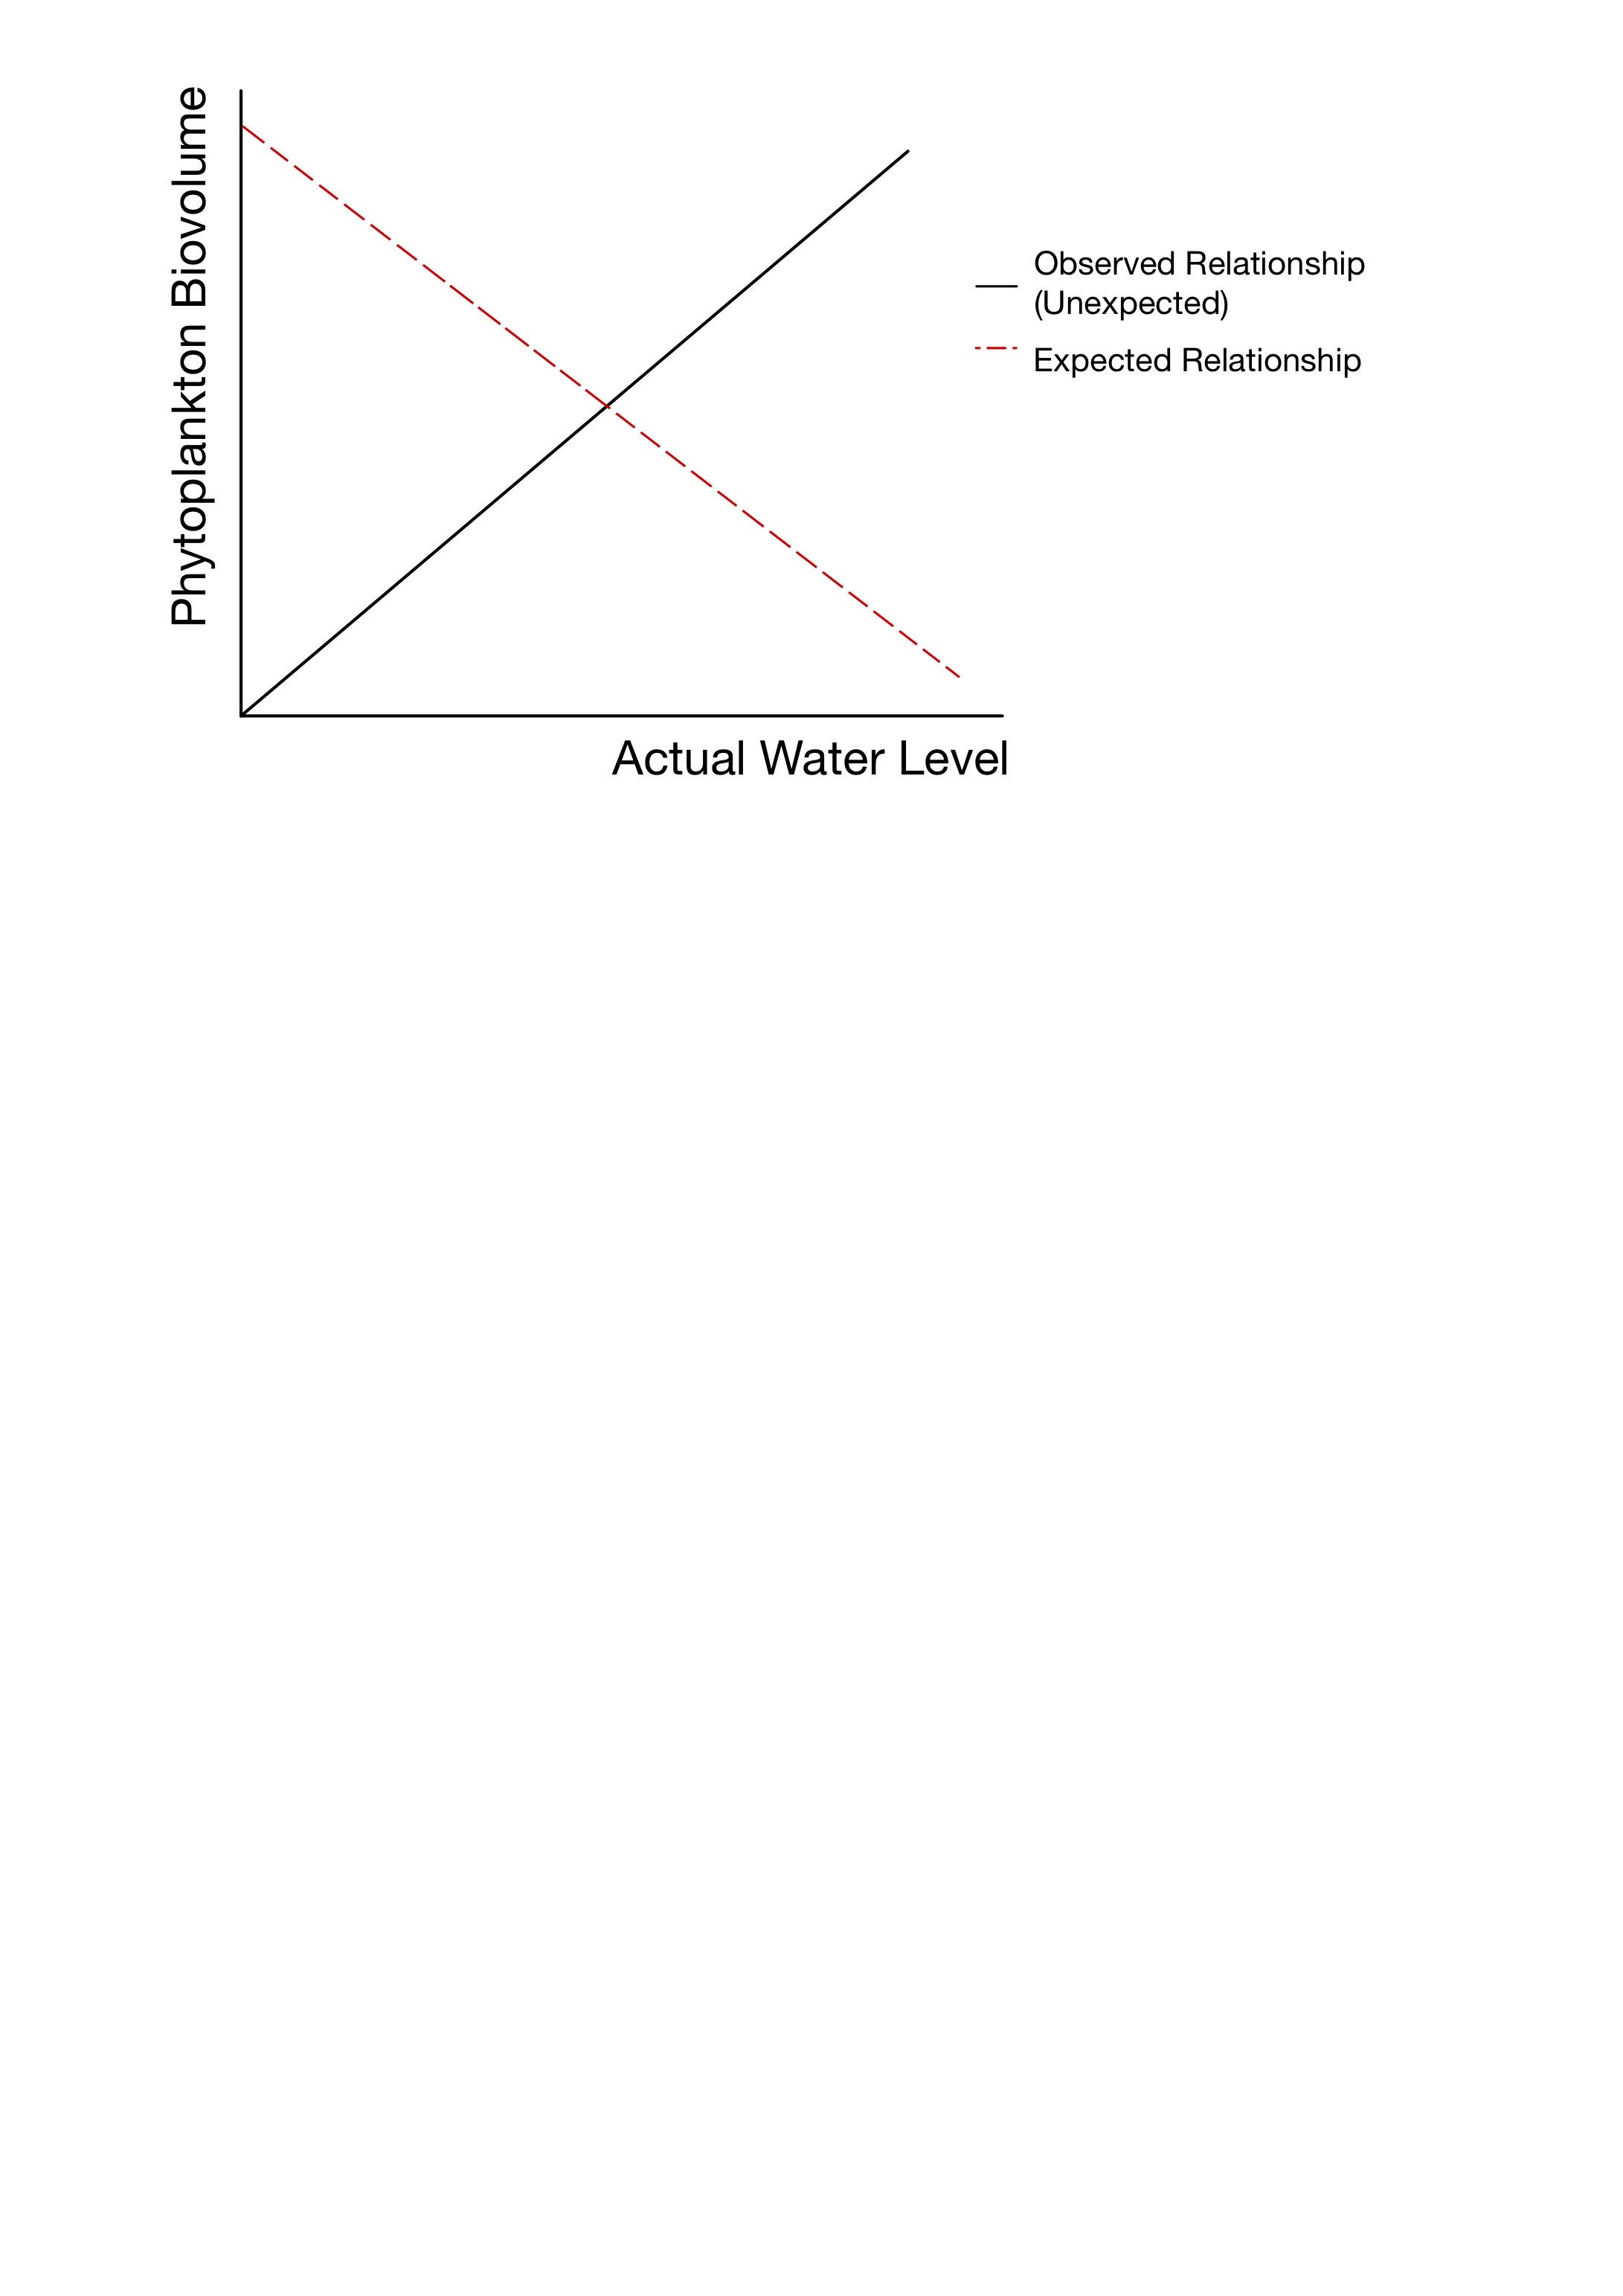 Phytoplankton Biovolume
Observed Relationship
(Unexpected)
Expected Relationship
Actual Water Level